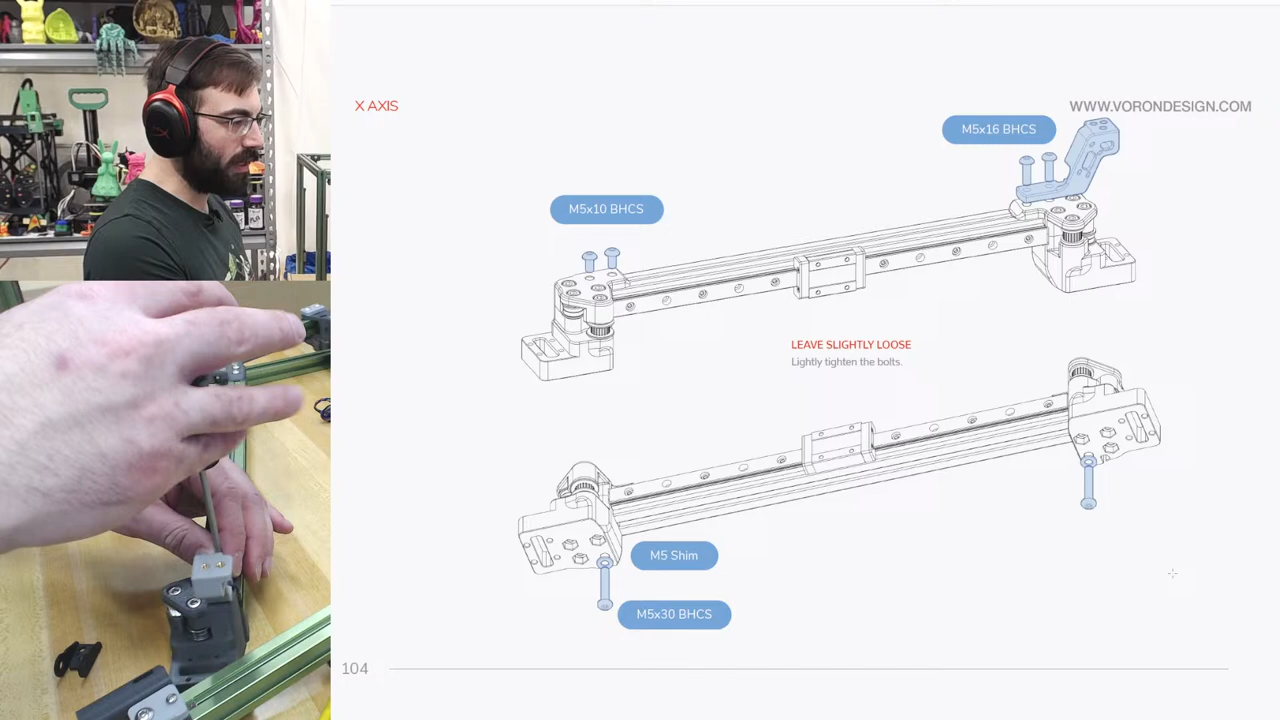 X AXIS
WWW.VORONDESIGN.COM
M5x16 BHCS
M5x10 BHCS
LEAVE SLIGHTLY LOOSE
Lightly tighten the bolts.
M5 Shim
M5x30 BHCS
104